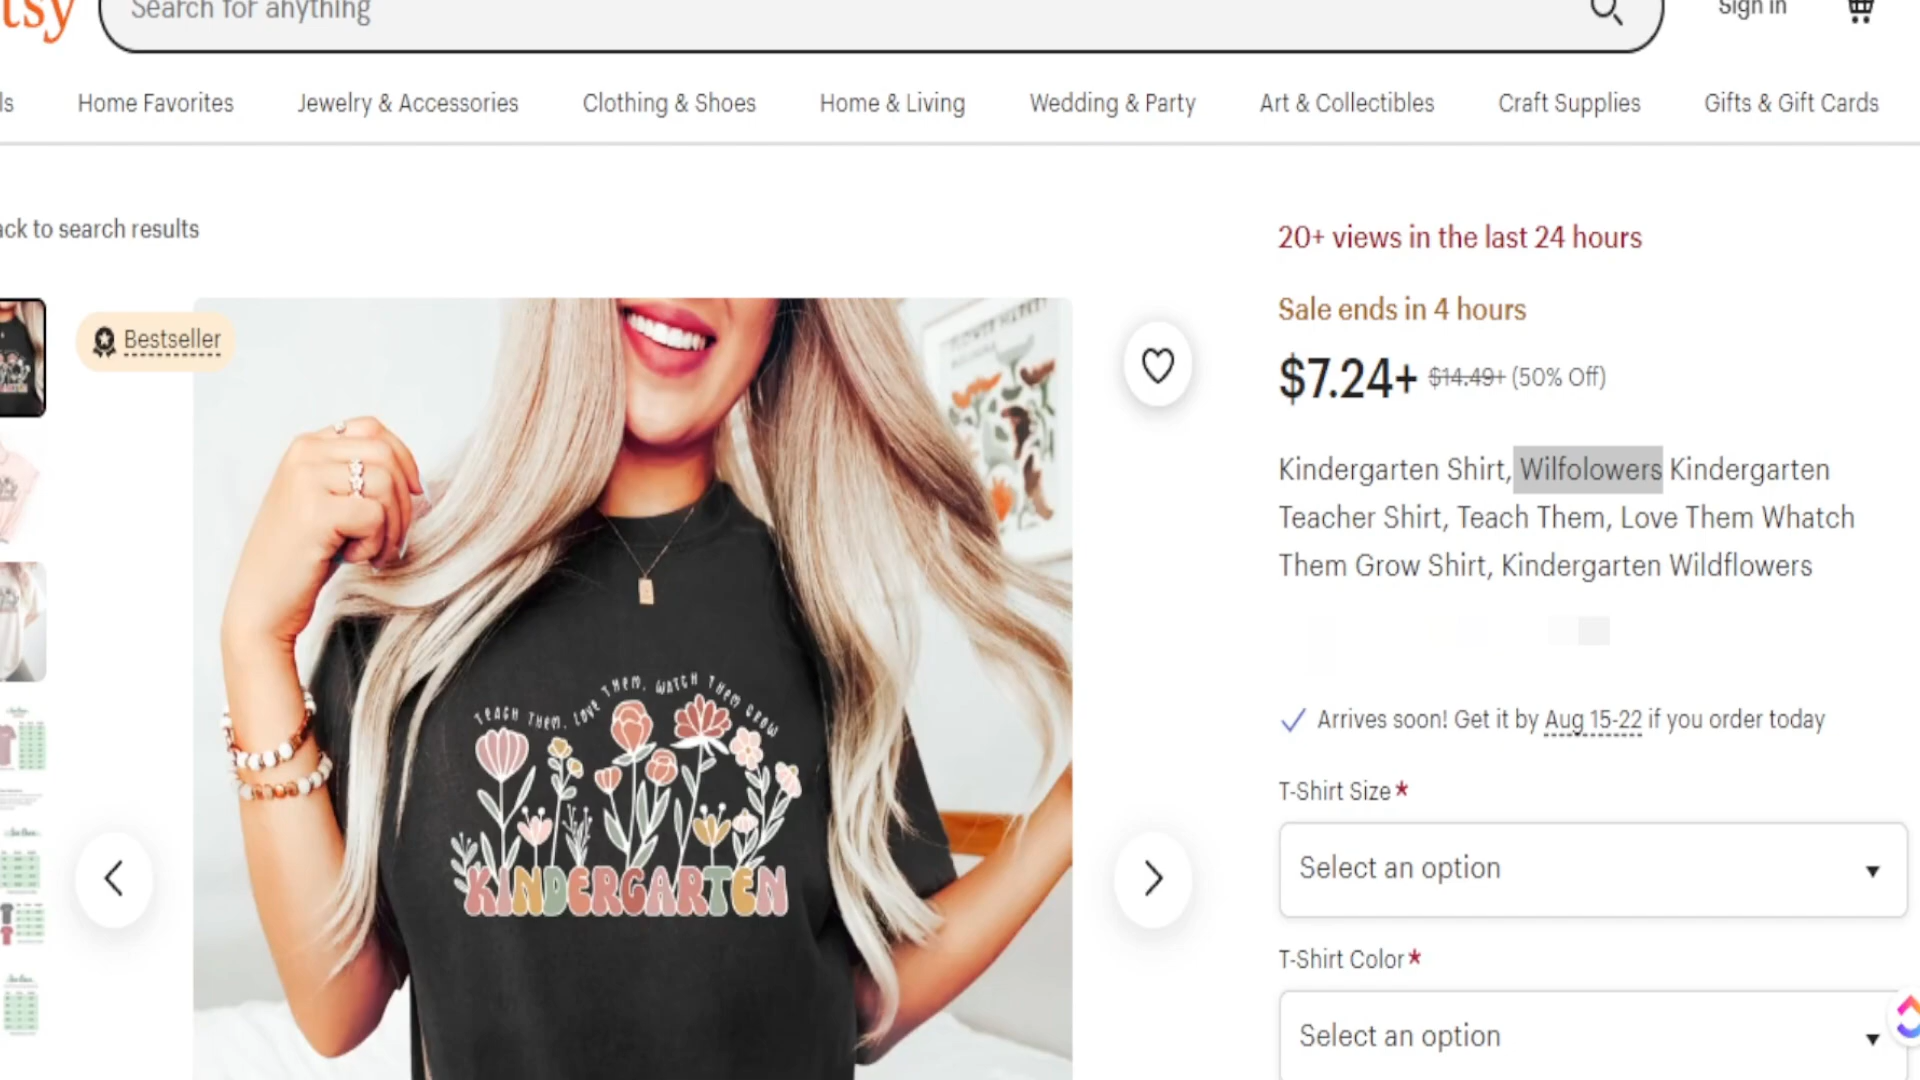 tsy
Search for anything
Sign in
ls
Home Favorites
Jewelry & Accessories
Clothing & Shoes
Home & Living
Wedding & Party
Art & Collectibles
Craft Supplies
Gifts & Gift Cards
ack to search results
20+ views in the last 24 hours
Bestseller
Sale ends in 4 hours
$7.24+ $14.49+ (50% Off)
Kindergarten Shirt, Wilfolowers Kindergarten
Teacher Shirt, Teach Them, Love Them Whatch
Them Grow Shirt, Kindergarten Wildflowers
TEACH THEM, LOVE THEM, WATCH THEM GROW
KINDERGARTEN
Arrives soon! Get it by Aug 15-22 if you order today
T-Shirt Size*
Select an option
T-Shirt Color*
Select an option